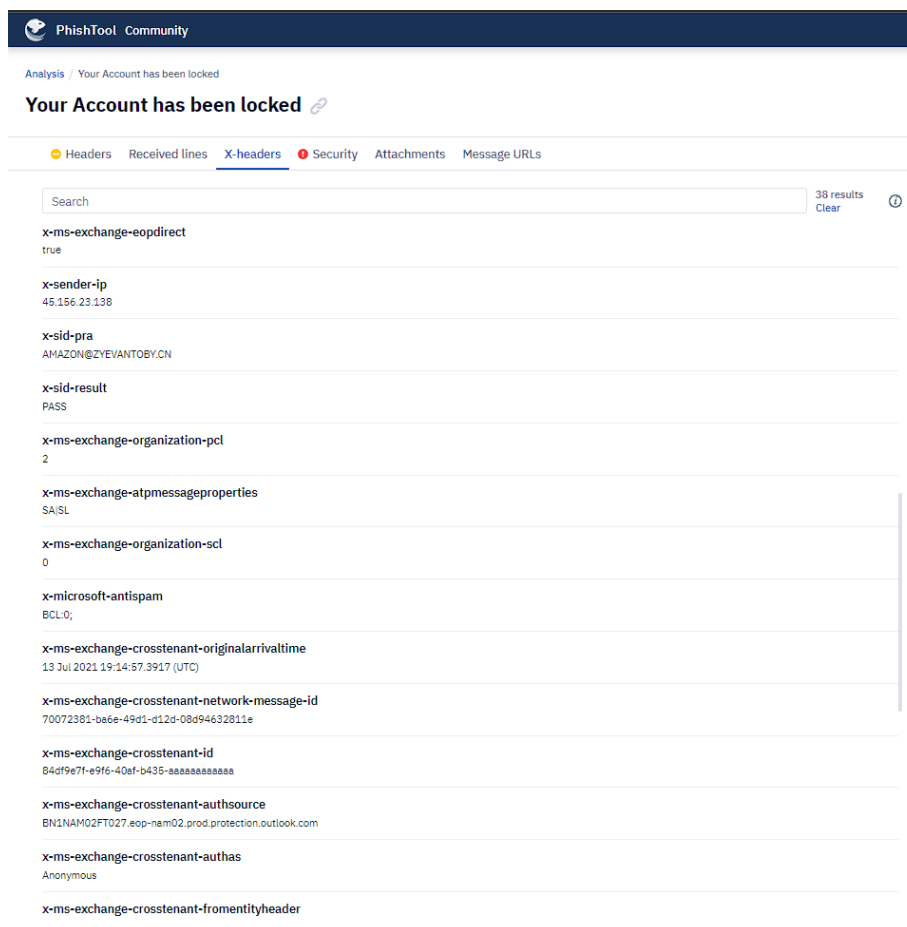 PhishTool Community
Analysis / Your Account has been locked
Your Account has been locked
Headers Received lines X-headers Security Attachments Message URLs
Search
38 results
Clear
x-ms-exchange-eopdirect
true
x-sender-ip
45.156.23.138
x-sid-pra
AMAZON@ZYEVANTOBY.CN
x-sid-result
PASS
x-ms-exchange-organization-pcl
2
x-ms-exchange-atpmessageproperties
SA|SL
x-ms-exchange-organization-scl
0
x-microsoft-antispam
BCL:0;
x-ms-exchange-crosstenant-originalarrivaltime
13 Jul 2021 19:14:57.3917 (UTC)
x-ms-exchange-crosstenant-network-message-id
70072381-ba6e-49d1-d12d-08d94632811e
x-ms-exchange-crosstenant-id
84df9e7f-e9f6-40af-b435-aaaaaaaaaaaa
x-ms-exchange-crosstenant-authsource
BN1NAM02FT027.eop-nam02.prod.protection.outlook.com
x-ms-exchange-crosstenant-authas
Anonymous
x-ms-exchange-crosstenant-fromentityheader